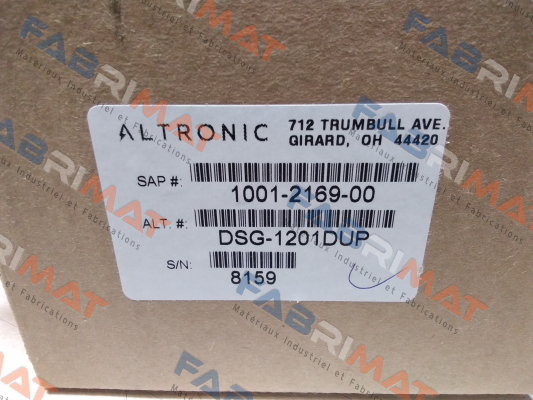 ALTRONIC
712 TRUMBULL AVE.
GIRARD, OH 44420
SAP #:
1001-2169-00
ALT. #:
DSG-1201DUP
S/N:
8159
FABRIMAT
Matériaux Industriel et Fabrications